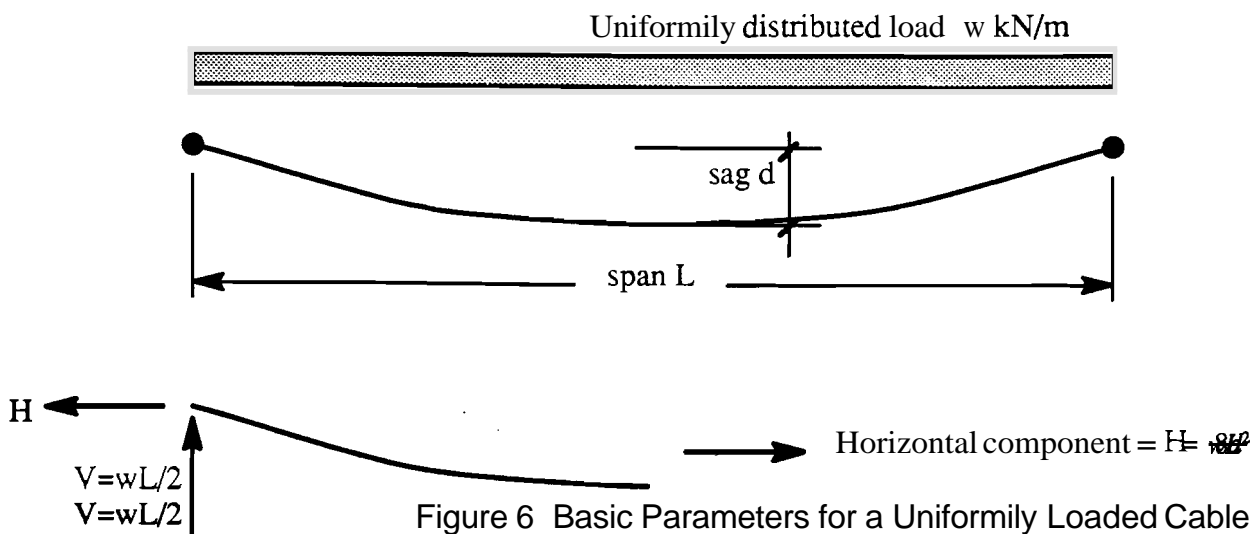 Uniformily distributed load w kN/m
sag d
span L
H
Horizontal component = H=
V=wL/2
V=wL/2
Figure 6 Basic Parameters for a Uniformily Loaded Cable